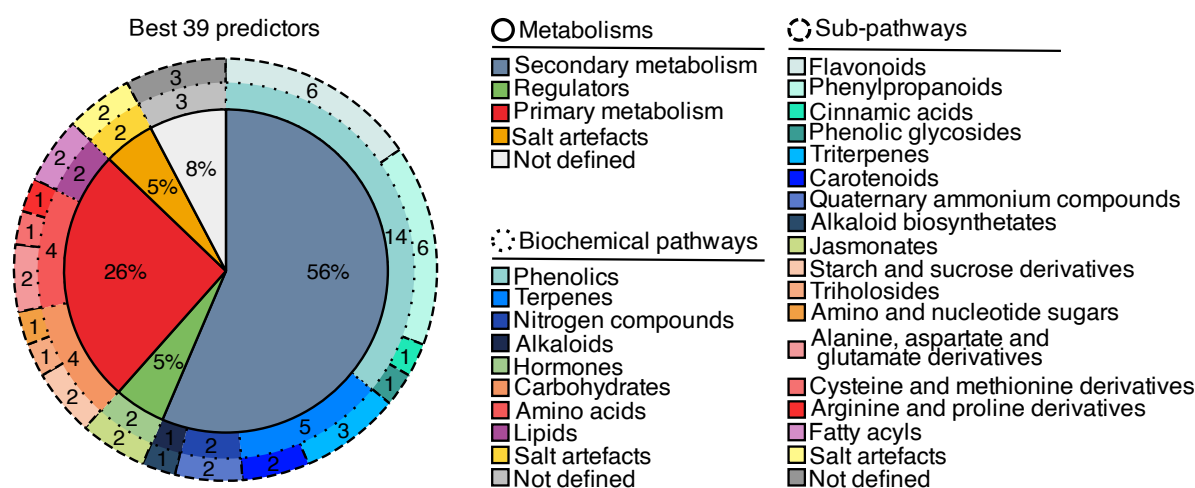 Best 39 predictors
3
6
3
2
2
8%
5%
2
2
1
1
4
2
26%
56%
14
6
1
4
1
2
5%
1
1
2
2
1
1
2
2
5
3
2
Metabolisms
Secondary metabolism
Regulators
Primary metabolism
Salt artefacts
Not defined
Biochemical pathways
Phenolics
Terpenes
Nitrogen compounds
Alkaloids
Hormones
Carbohydrates
Amino acids
Lipids
Salt artefacts
Not defined
Sub-pathways
Flavonoids
Phenylpropanoids
Cinnamic acids
Phenolic glycosides
Triterpenes
Carotenoids
Quaternary ammonium compounds
Alkaloid biosynthetates
Jasmonates
Starch and sucrose derivatives
Triholosides
Amino and nucleotide sugars
Alanine, aspartate and
glutamate derivatives
Cysteine and methionine derivatives
Arginine and proline derivatives
Fatty acyls
Salt artefacts
Not defined